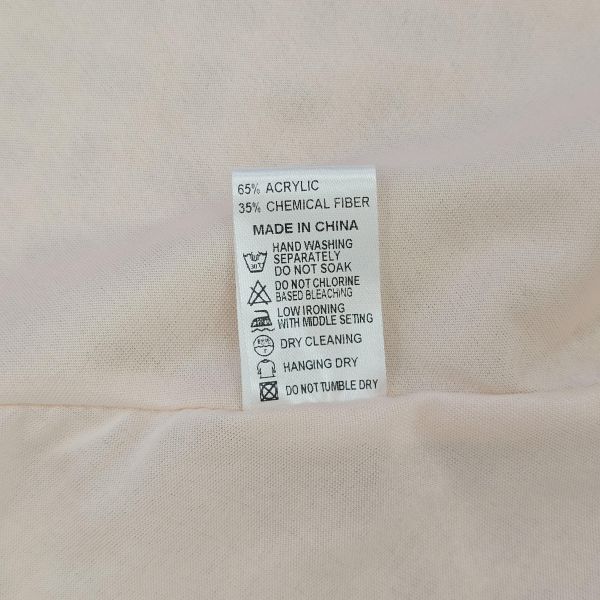 65% ACRYLIC
35% CHEMICAL FIBER
MADE IN CHINA
HAND WASHING
SEPARATELY
DO NOT SOAK
DO NOT CHLORINE
BASED BLEACHING
LOW IRONING
WITH MIDDLE SETING
DRY CLEANING
HANGING DRY
DO NOT TUMBLE DRY